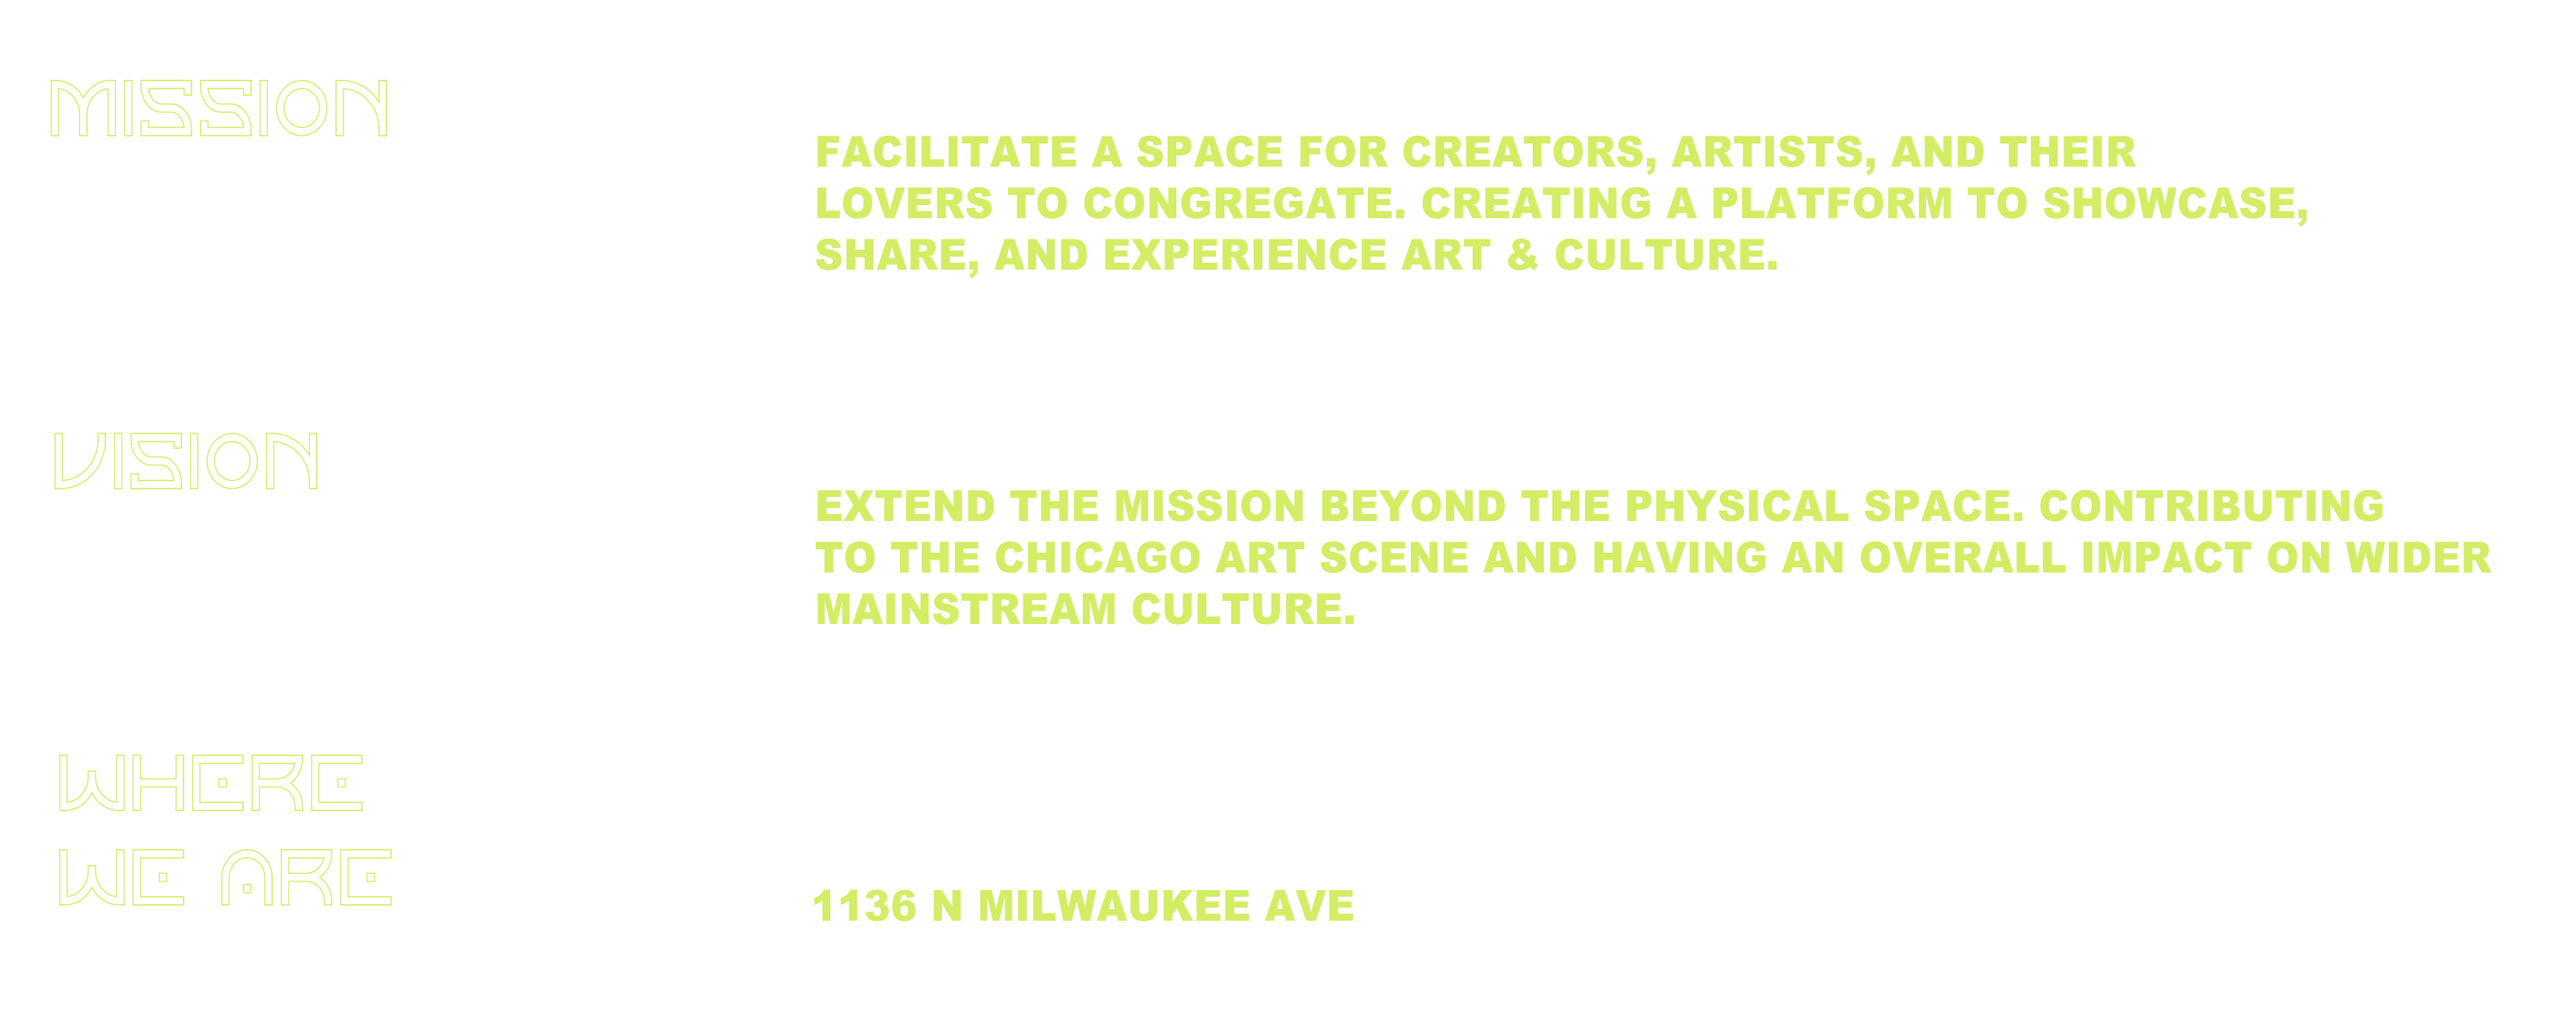 MISSION
FACILITATE A SPACE FOR CREATORS, ARTISTS, AND THEIR
LOVERS TO CONGREGATE. CREATING A PLATFORM TO SHOWCASE,
SHARE, AND EXPERIENCE ART & CULTURE.
VISION
EXTEND THE MISSION BEYOND THE PHYSICAL SPACE. CONTRIBUTING
TO THE CHICAGO ART SCENE AND HAVING AN OVERALL IMPACT ON WIDER
MAINSTREAM CULTURE.
WHERE
WE ARE
1136 N MILWAUKEE AVE